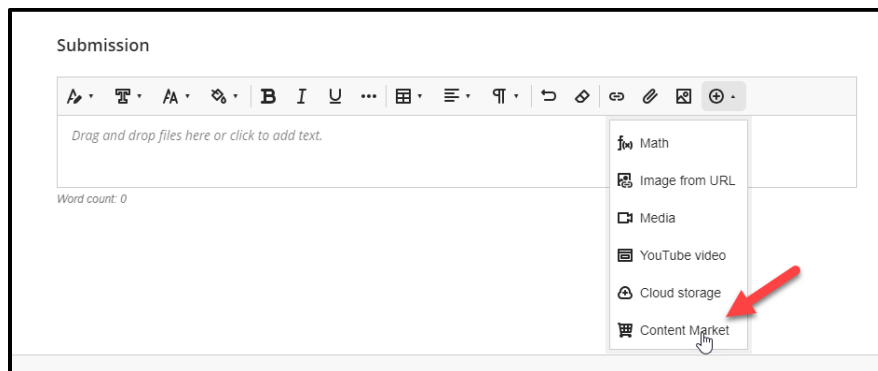 Submission
B I U
Drag and drop files here or click to add text.
Word count: 0
f(x) Math
Image from URL
Media
YouTube video
Cloud storage
Content Market